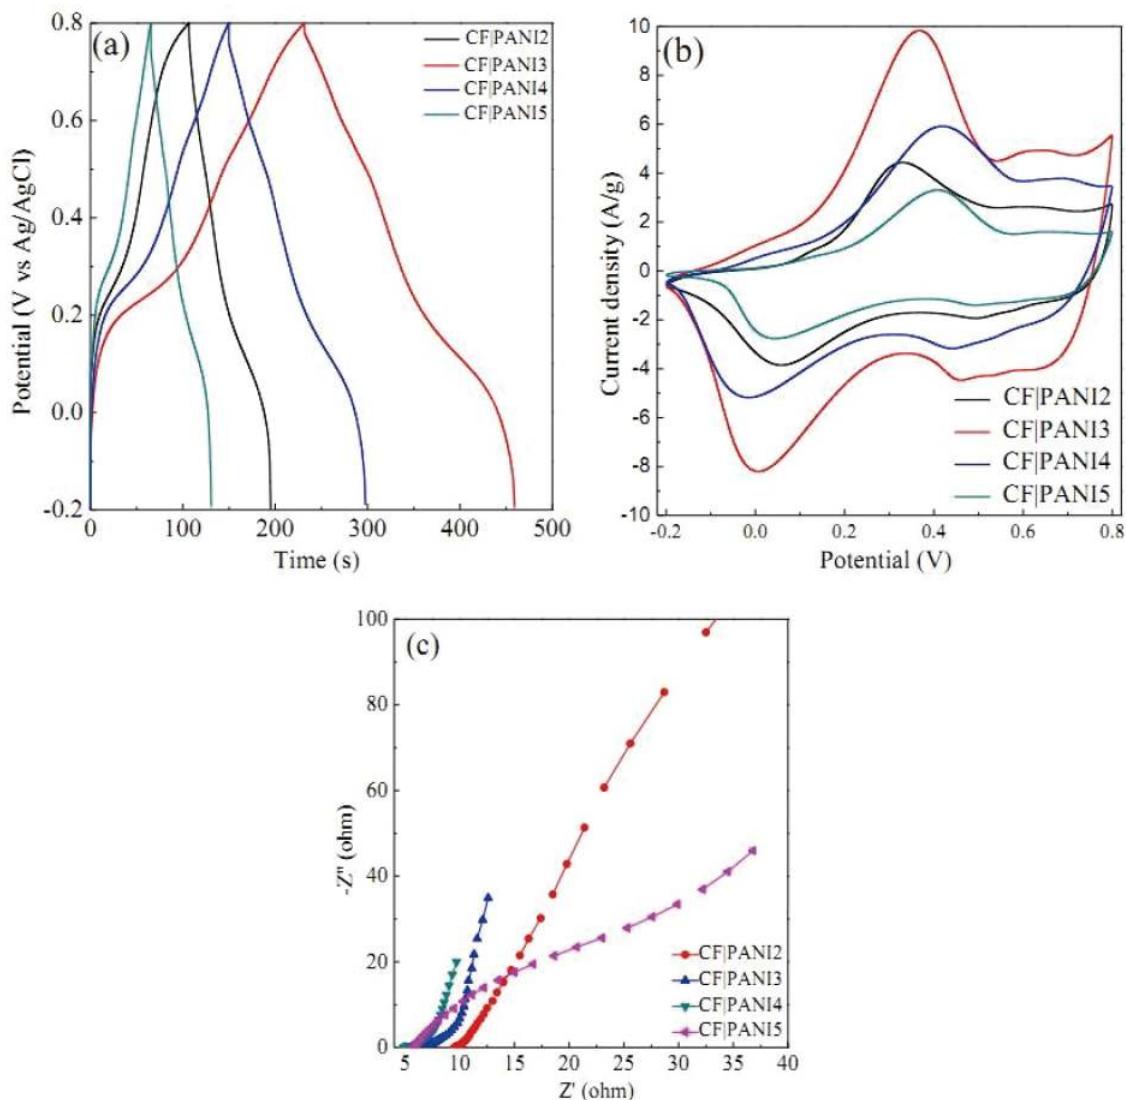 (a)
CF|PANI2
CF|PANI3
CF|PANI4
CF|PANI5
0.8
0.6
0.4
0.2
0.0
-0.2
Potential (V vs Ag/AgCl)
0 100 200 300 400 500
Time (s)
(b)
10
8
6
4
2
0
-2
-4
-6
-8
-10
Current density (A/g)
CF|PANI2
CF|PANI3
CF|PANI4
CF|PANI5
-0.2 0.0 0.2 0.4 0.6 0.8
Potential (V)
(c)
100
80
60
40
20
0
-Z" (ohm)
CF|PANI2
CF|PANI3
CF|PANI4
CF|PANI5
5 10 15 20 25 30 35 40
Z' (ohm)